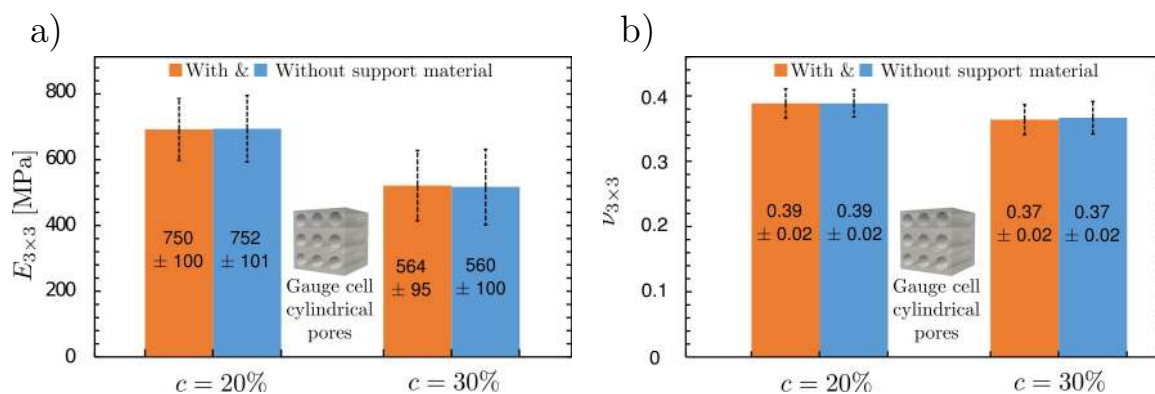 a)
With & Without support material
E3×3 [MPa]
800
600
400
200
0
750
± 100
752
± 101
564
± 95
560
± 100
Gauge cell
cylindrical
pores
c = 20%
c = 30%
b)
With & Without support material
ν3×3
0.4
0.3
0.2
0.1
0
0.39
± 0.02
0.39
± 0.02
0.37
± 0.02
0.37
± 0.02
Gauge cell
cylindrical
pores
c = 20%
c = 30%